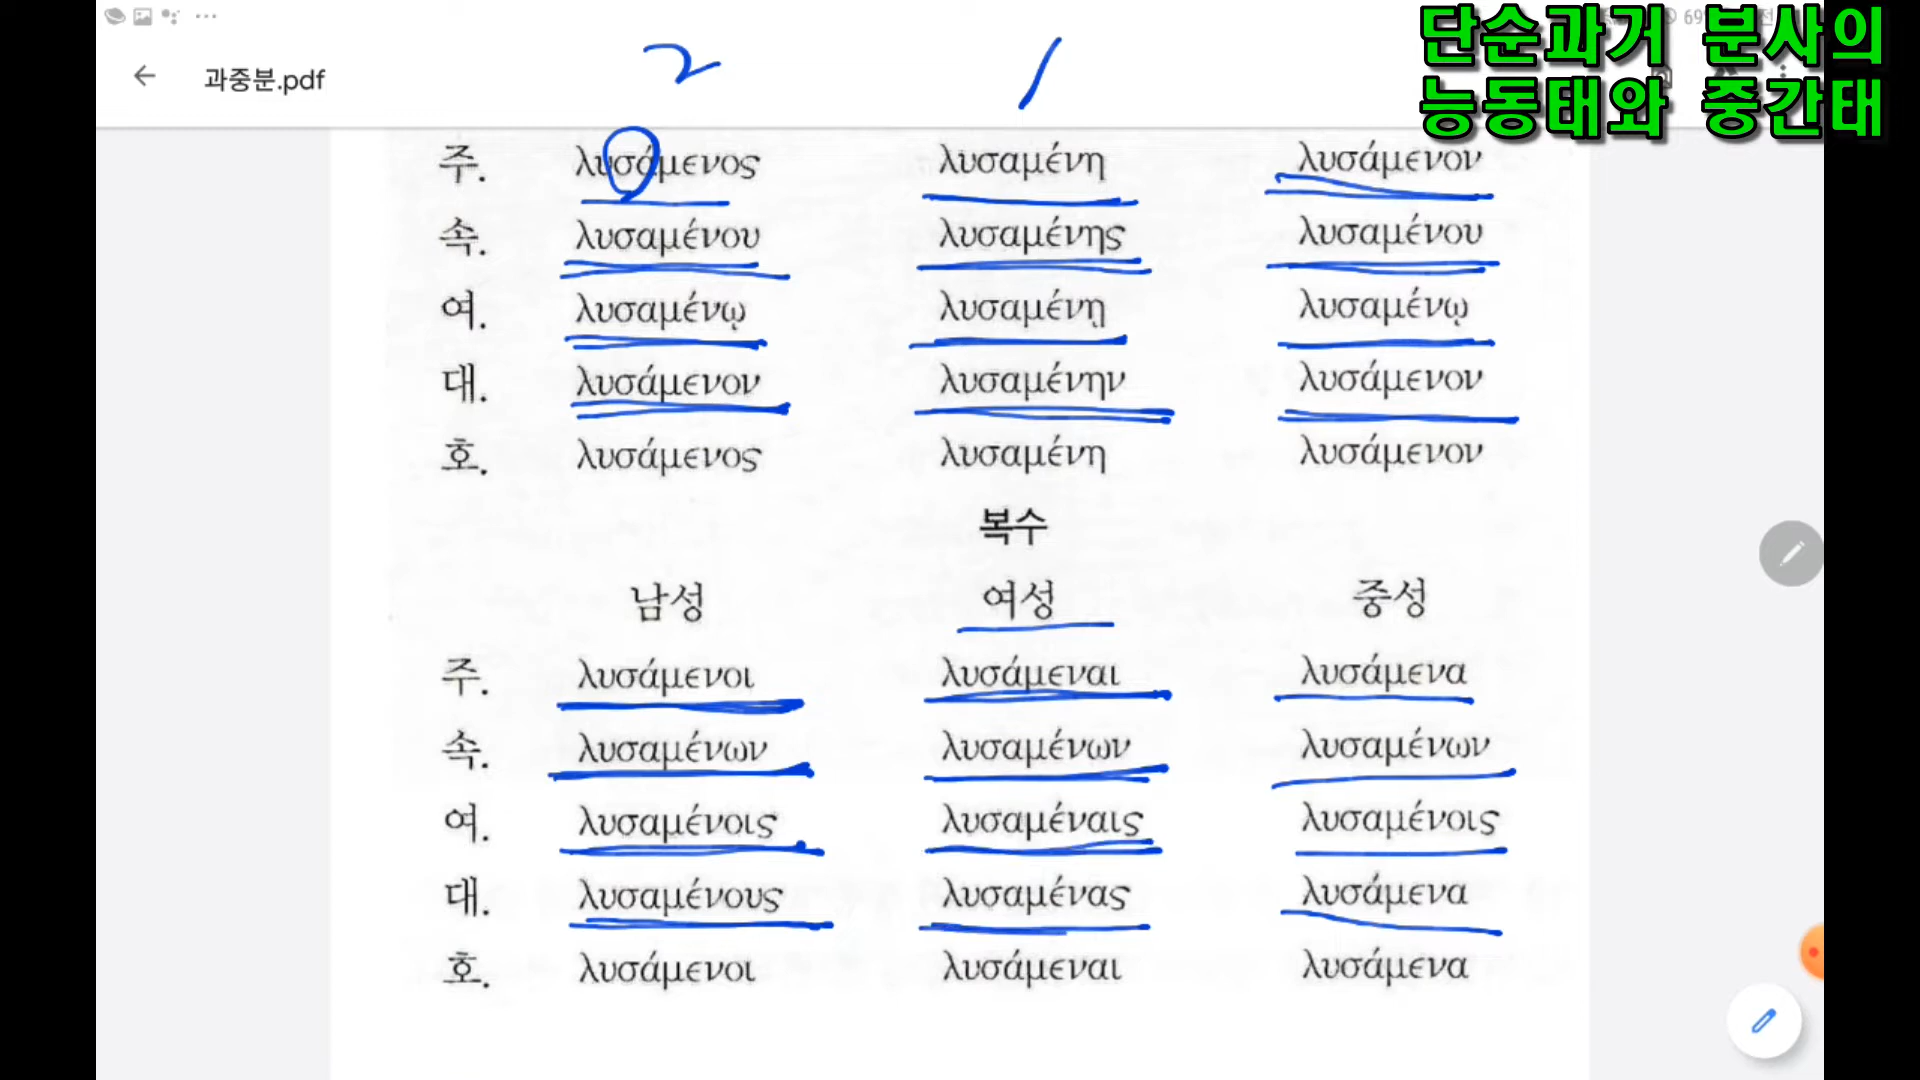 단순과거 분사의
능동태와 중간태
과중분.pdf
2 1
주. λυσάμενος λυσαμένη λυσάμενον
속. λυσαμένου λυσαμένης λυσαμένου
여. λυσαμένῳ λυσαμένῃ λυσαμένῳ
대. λυσάμενον λυσαμένην λυσάμενον
호. λυσάμενος λυσαμένη λυσάμενον
복수
남성 여성 중성
주. λυσάμενοι λυσάμεναι λυσάμενα
속. λυσαμένων λυσαμένων λυσαμένων
여. λυσαμένοις λυσαμέναις λυσαμένοις
대. λυσαμένους λυσαμένας λυσάμενα
호. λυσάμενοι λυσάμεναι λυσάμενα